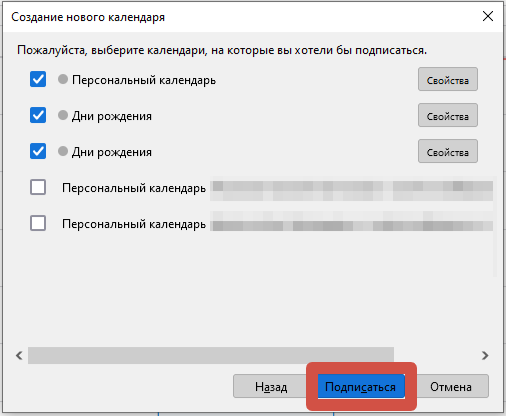 Создание нового календаря
Пожалуйста, выберите календари, на которые вы хотели бы подписаться.
Персональный календарь Свойства
Дни рождения Свойства
Дни рождения Свойства
Персональный календарь
Персональный календарь
Назад Подписаться Отмена